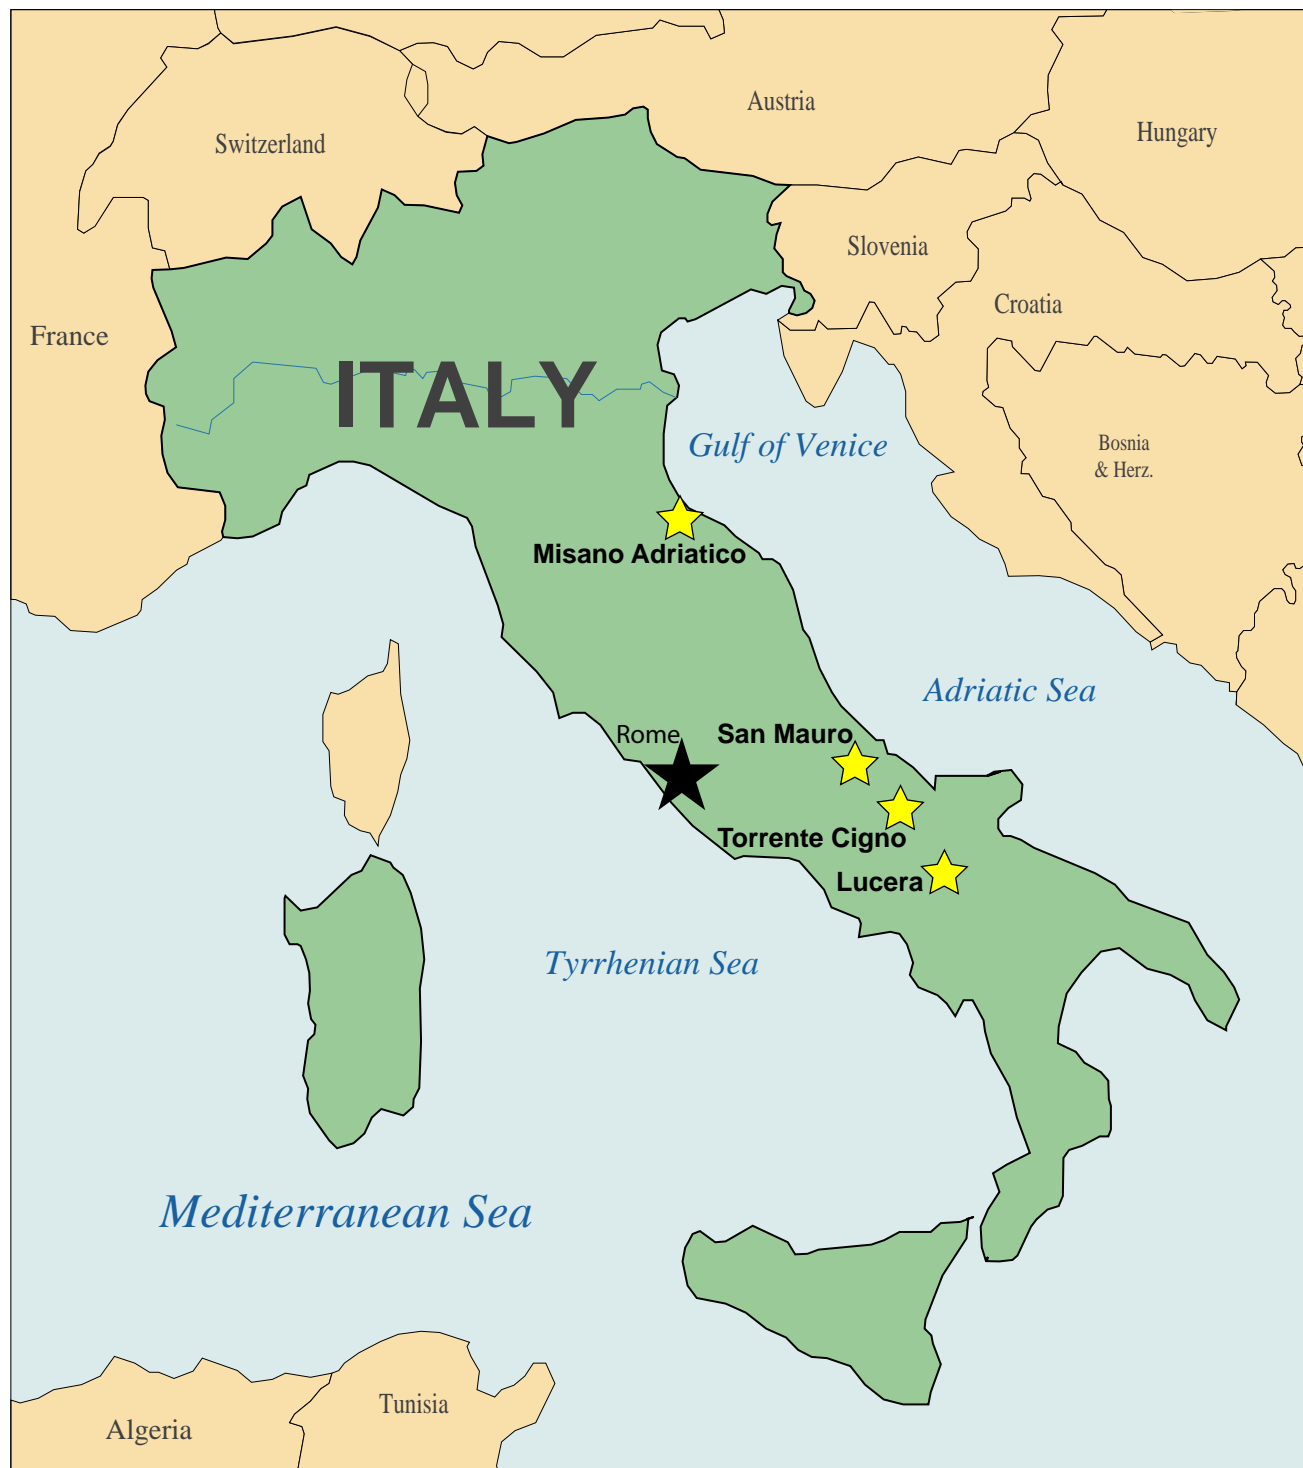 Austria
Hungary
Switzerland
Slovenia
Croatia
France
ITALY
Gulf of Venice
Bosnia
& Herz.
Misano Adriatico
Adriatic Sea
Rome
San Mauro
Torrente Cigno
Lucera
Tyrrhenian Sea
Mediterranean Sea
Tunisia
Algeria